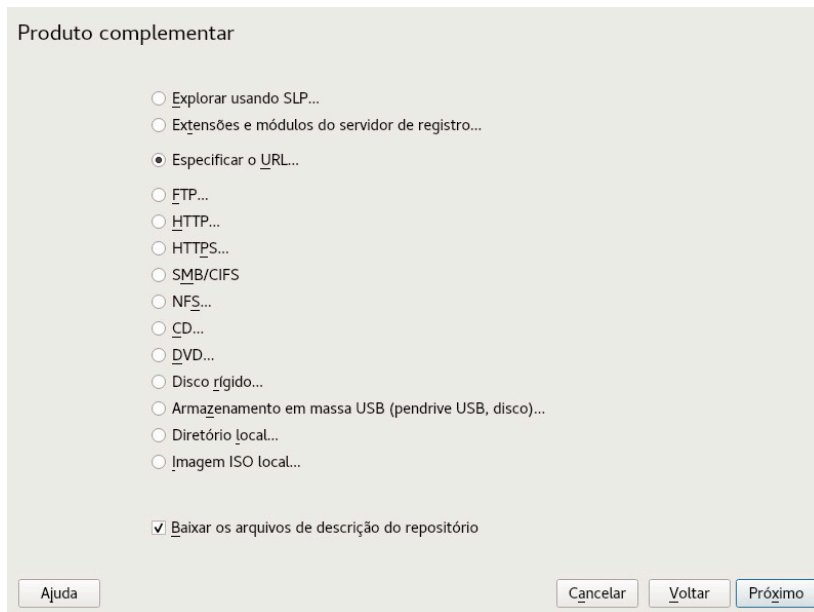 Produto complementar
Explorar usando SLP...
Extensões e módulos do servidor de registro...
Especificar o URL...
FTP...
HTTP...
HTTPS...
SMB/CIFS
NFS...
CD...
DVD...
Disco rígido...
Armazenamento em massa USB (pendrive USB, disco)...
Diretório local...
Imagem ISO local...
Baixar os arquivos de descrição do repositório
Ajuda Cancelar Voltar Próximo